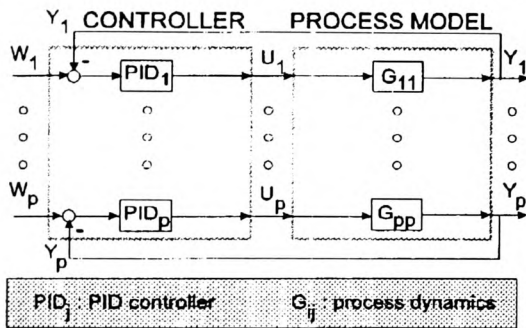 Y1 CONTROLLER PROCESS MODEL
W1 - PID1 U1 G11 Y1
Wp PIDp Up Gpp Yp
Yp -
PIDj : PID controller Gij : process dynamics